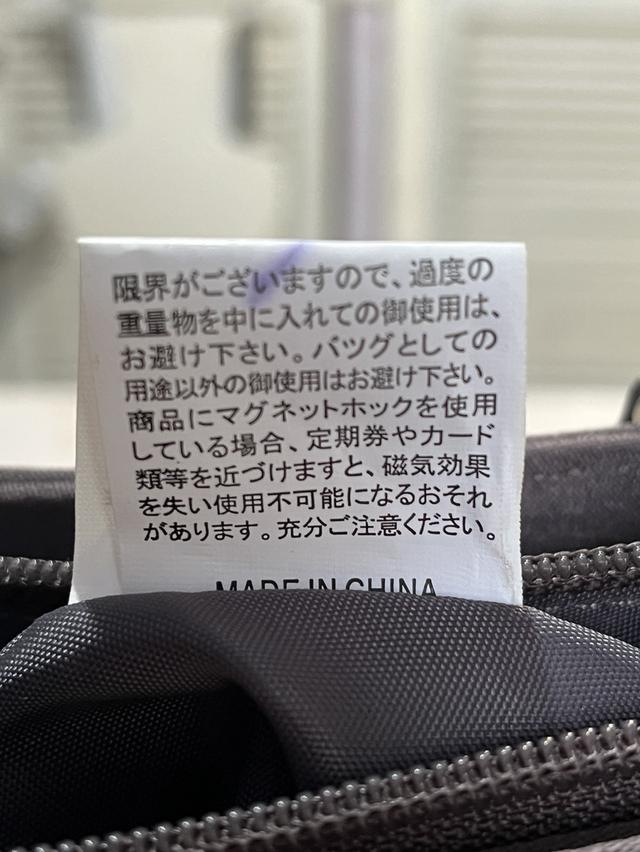 限界がございますので、過度の
重量物を中に入れての御使用は、
お避け下さい。バッグとしての
用途以外の御使用はお避け下さい。
商品にマグネットホックを使用
している場合、定期券やカード
類等を近づけますと、磁気効果
を失い使用不可能になるおそれ
があります。充分ご注意ください。
MADE IN CHINA